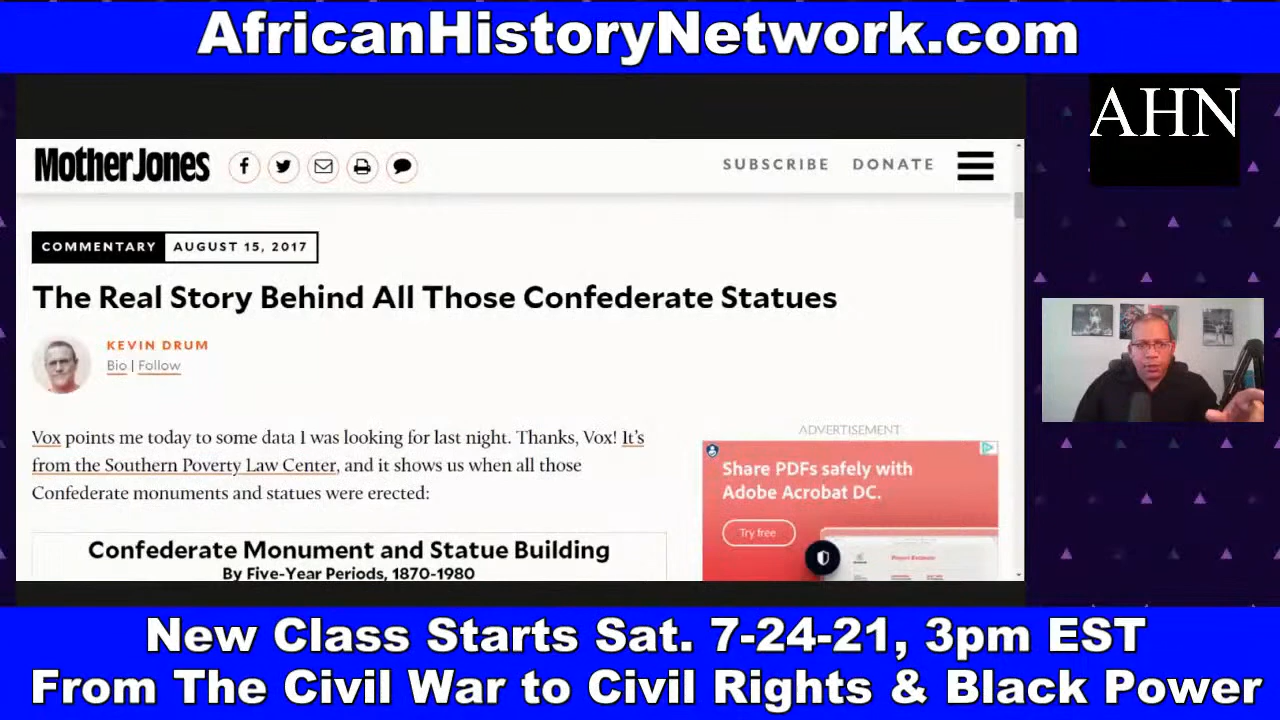 AfricanHistoryNetwork.com
AHN
MotherJones
SUBSCRIBE DONATE
COMMENTARY AUGUST 15, 2017
The Real Story Behind All Those Confederate Statues
KEVIN DRUM
Bio | Follow
Vox points me today to some data I was looking for last night. Thanks, Vox! It's
from the Southern Poverty Law Center, and it shows us when all those
Confederate monuments and statues were erected:
Confederate Monument and Statue Building
By Five-Year Periods, 1870-1980
ADVERTISEMENT
Share PDFs safely with
Adobe Acrobat DC.
Try free
New Class Starts Sat. 7-24-21, 3pm EST
From The Civil War to Civil Rights & Black Power